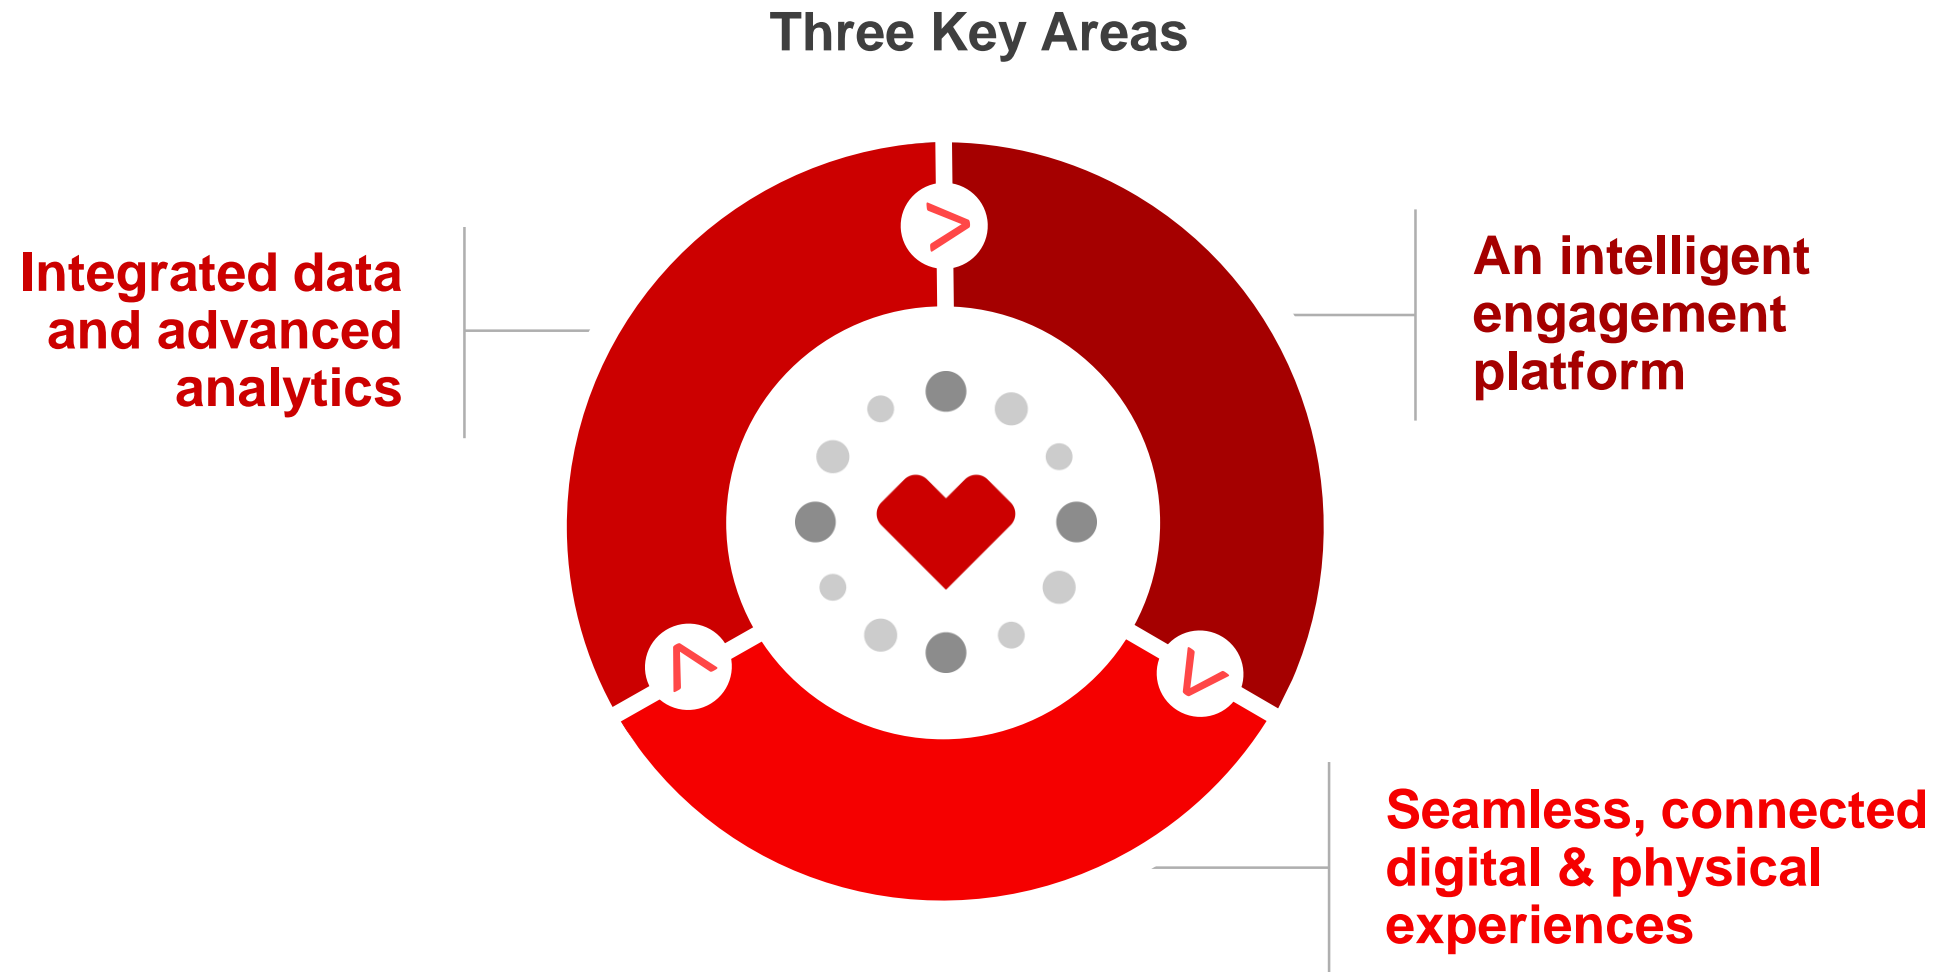 Three Key Areas
Integrated data
and advanced
analytics
An intelligent
engagement
platform
Seamless, connected
digital & physical
experiences